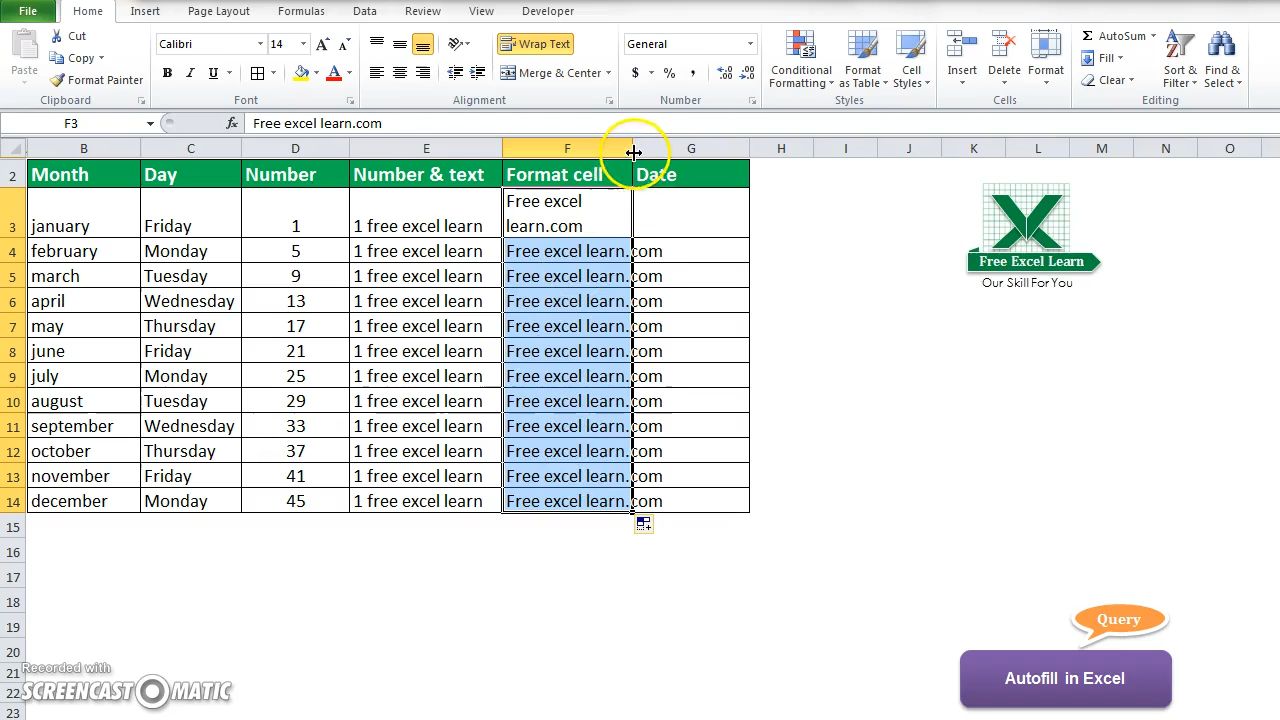 File Home Insert Page Layout Formulas Data Review View Developer
Paste Cut Calibri 14 A A Wrap Text General Conditional Formatting Format as Table Cell Styles Insert Delete Format Σ AutoSum Sort & Filter Find & Select
Copy Fill
Format Painter B I U A Merge & Center $ % , Clear
Clipboard Font Alignment Number Styles Cells Editing
F3 fx Free excel learn.com
B C D E F G H I J K L M N O
2 Month Day Number Number & text Format cell Date
3 january Friday 1 1 free excel learn Free excel
learn.com
4 february Monday 5 1 free excel learn Free excel learn.com
5 march Tuesday 9 1 free excel learn Free excel learn.com
6 april Wednesday 13 1 free excel learn Free excel learn.com
7 may Thursday 17 1 free excel learn Free excel learn.com
8 june Friday 21 1 free excel learn Free excel learn.com
9 july Monday 25 1 free excel learn Free excel learn.com
10 august Tuesday 29 1 free excel learn Free excel learn.com
11 september Wednesday 33 1 free excel learn Free excel learn.com
12 october Thursday 37 1 free excel learn Free excel learn.com
13 november Friday 41 1 free excel learn Free excel learn.com
14 december Monday 45 1 free excel learn Free excel learn.com
15
16
17
18
19
20
21
22
23
Free Excel Learn
Our Skill For You
Query
Autofill in Excel
Recorded with
SCREENCAST O MATIC